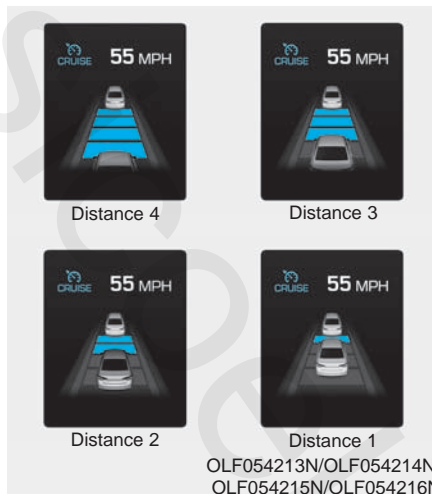 CRUISE 55 MPH
CRUISE 55 MPH
Distance 4
Distance 3
CRUISE 55 MPH
CRUISE 55 MPH
Distance 2
Distance 1
OLF054213N/OLF054214N
OLF054215N/OLF054216N